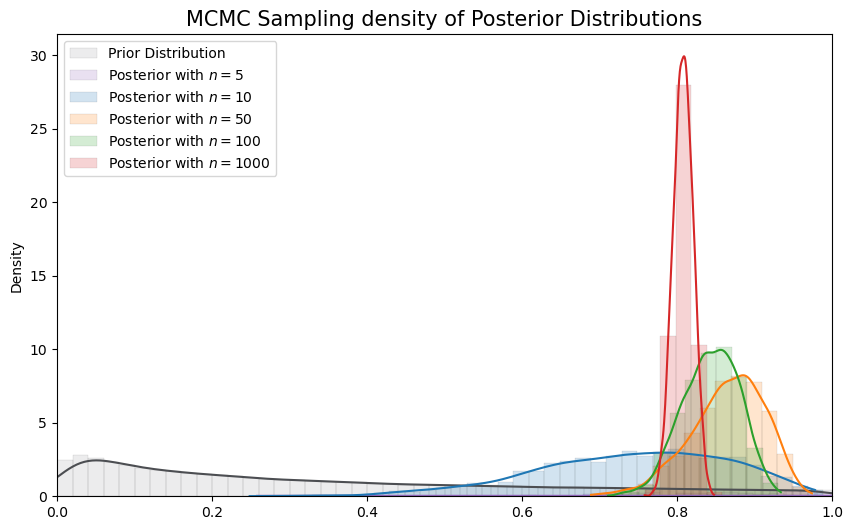 MCMC Sampling density of Posterior Distributions
Prior Distribution
Posterior with n = 5
Posterior with n = 10
Posterior with n = 50
Posterior with n = 100
Posterior with n = 1000
Density
30
25
20
15
10
5
0
0.0 0.2 0.4 0.6 0.8 1.0